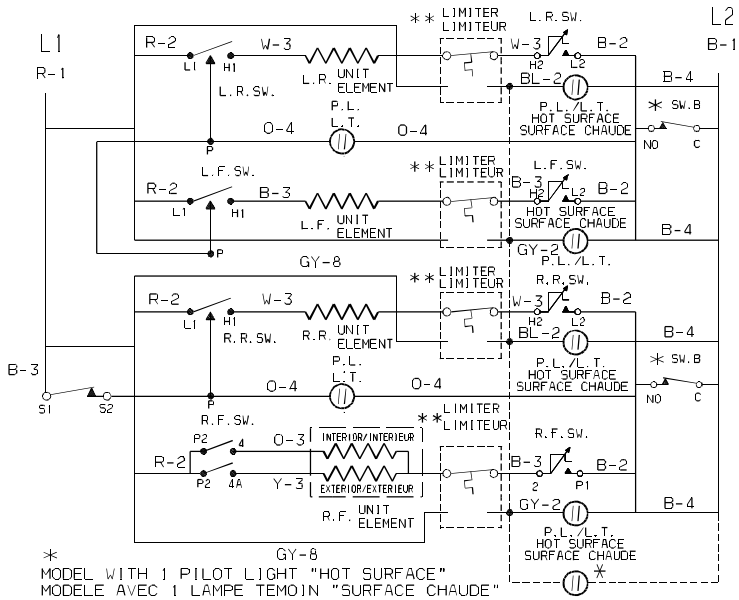 L1
R-1
L2
B-1
R-2
W-3
L1
H1
L.R.SW.
L.R. UNIT
ELEMENT
** LIMITER
LIMITEUR
L.R.SW.
W-3
B-2
H2
L2
BL-2
B-4
P.L./L.T.
HOT SURFACE
SURFACE CHAUDE
* SW.B
NO
C
P.L.
L.T.
O-4
O-4
P
** LIMITER
LIMITEUR
L.F.SW.
R-2
L.F.SW.
B-3
L1
H1
L.F. UNIT
ELEMENT
B-3
H2
L2
B-2
HOT SURFACE
SURFACE CHAUDE
GY-2
B-4
P.L./L.T.
P
GY-8
** LIMITER
LIMITEUR
R.R.SW.
R-2
W-3
L1
H1
R.R.SW.
R.R. UNIT
ELEMENT
W-3
B-2
H2
L2
BL-2
B-4
P.L./L.T.
HOT SURFACE
SURFACE CHAUDE
* SW.B
NO
C
B-3
S1
S2
P.L.
L.T.
O-4
O-4
P
R.F.SW.
** LIMITER
LIMITEUR
R.F.SW.
P2
4
O-3
INTERIOR/INTERIEUR
R-2
P2
4A
Y-3
EXTERIOR/EXTERIEUR
R.F. UNIT
ELEMENT
B-3
B-2
2
P1
GY-2
B-4
P.L./L.T.
HOT SURFACE
SURFACE CHAUDE
GY-8
*
*
MODEL WITH 1 PILOT LIGHT "HOT SURFACE"
MODELE AVEC 1 LAMPE TEMOIN "SURFACE CHAUDE"